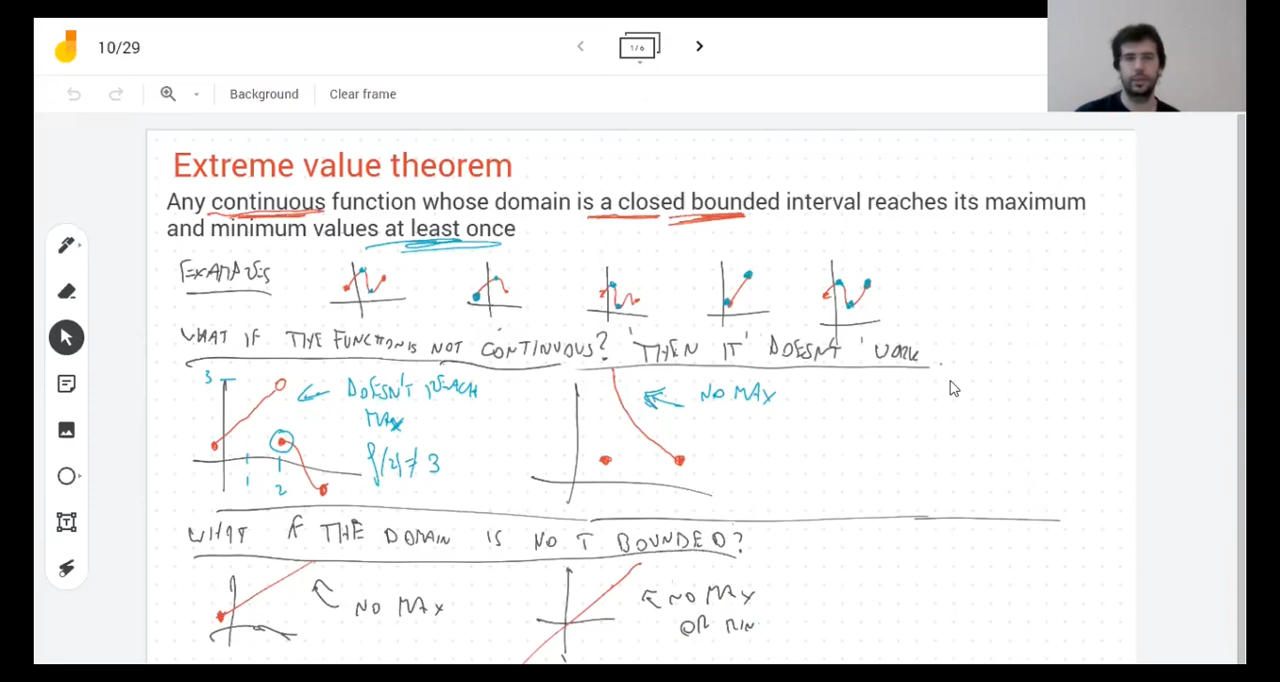 10/29
1/6
Background
Clear frame
Extreme value theorem
Any continuous function whose domain is a closed bounded interval reaches its maximum
and minimum values at least once
EXAMPLES
WHAT IF THE FUNCTION IS NOT CONTINUOUS? THEN IT DOESN'T WORK.
3
DOESN'T REACH
MAX
f(2) ≠ 3
1
2
NO MAX
WHAT IF THE DOMAIN IS NOT BOUNDED?
NO MAX
NO MAX
OR MIN